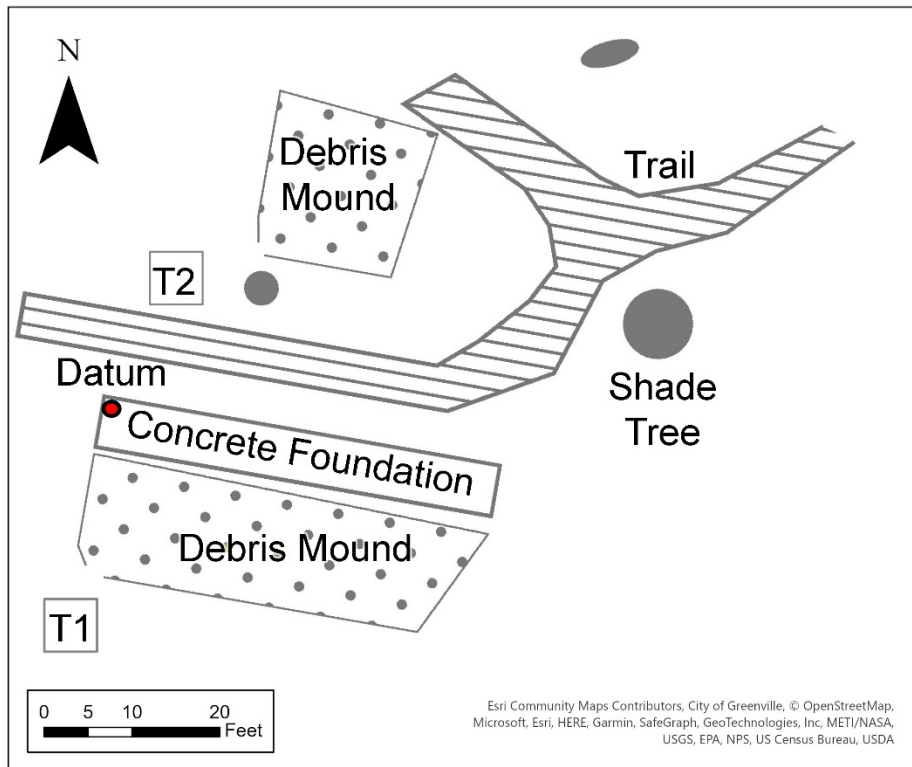 N
Debris
Mound
Trail
T2
Datum
Shade
Tree
Concrete Foundation
Debris Mound
T1
0 5 10 20
Feet
Esri Community Maps Contributors, City of Greenville, © OpenStreetMap,
Microsoft, Esri, HERE, Garmin, SafeGraph, GeoTechnologies, Inc, METI/NASA,
USGS, EPA, NPS, US Census Bureau, USDA